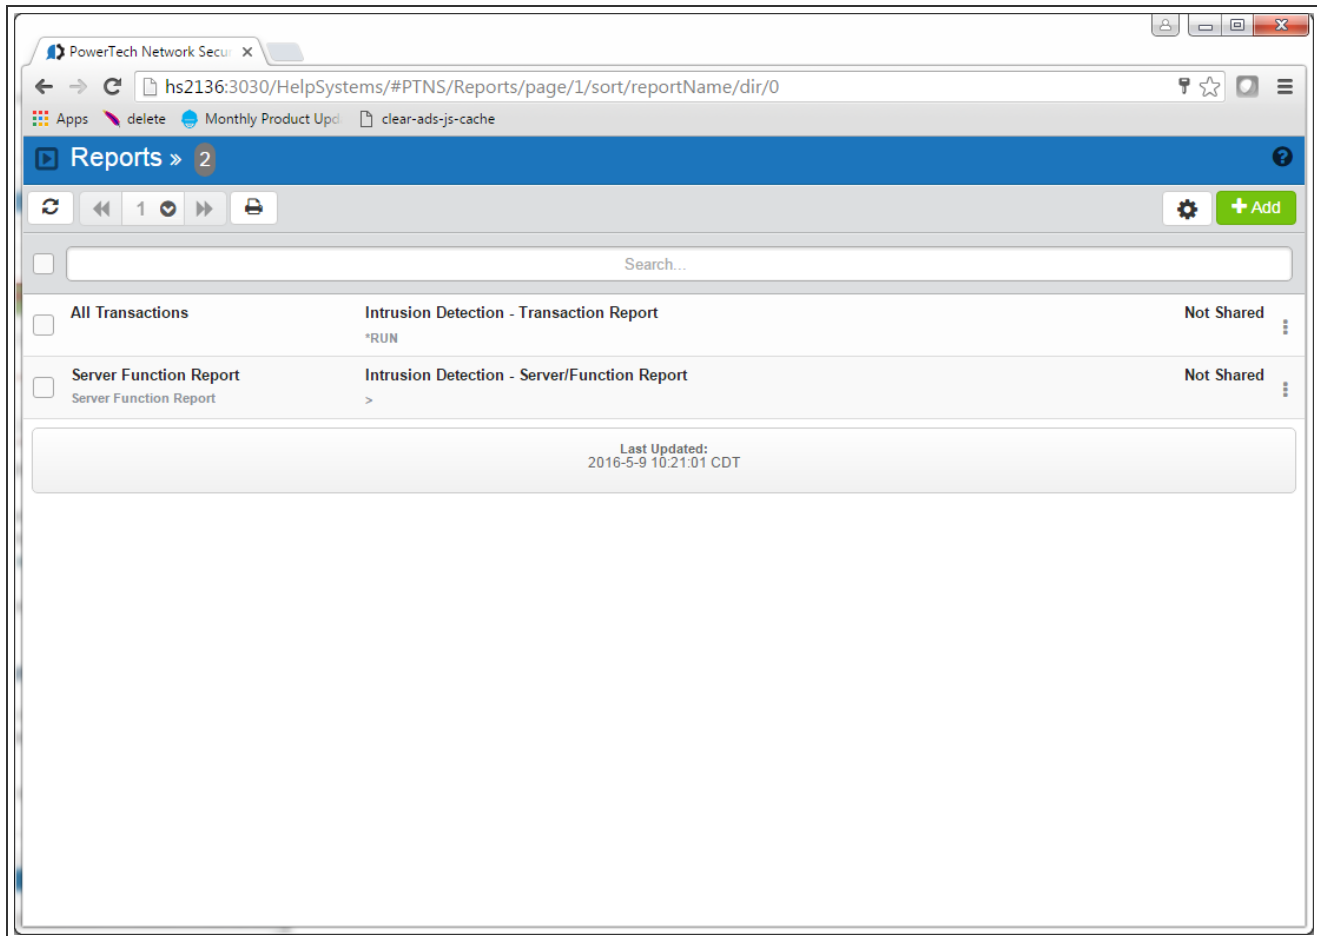 PowerTech Network Secur
hs2136:3030/HelpSystems/#PTNS/Reports/page/1/sort/reportName/dir/0
Apps delete Monthly Product Upd clear-ads-js-cache
Reports » 2
1 + Add
Search...
All Transactions Intrusion Detection - Transaction Report Not Shared
*RUN
Server Function Report Intrusion Detection - Server/Function Report Not Shared
Server Function Report >
Last Updated:
2016-5-9 10:21:01 CDT